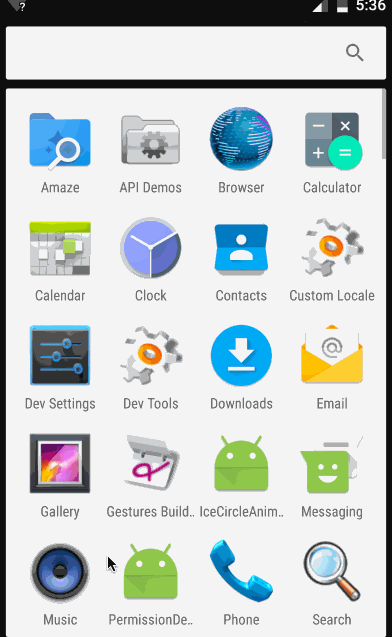 ? 5:36
Amaze API Demos Browser Calculator
Calendar Clock Contacts Custom Locale
Dev Settings Dev Tools Downloads Email
Gallery Gestures Build.. IceCircleAnim.. Messaging
Music PermissionDe.. Phone Search